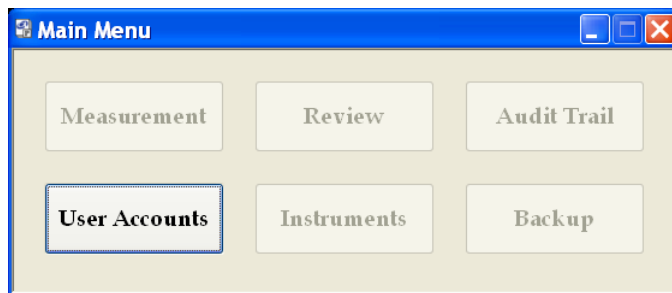 Main Menu
Measurement Review Audit Trail
User Accounts Instruments Backup